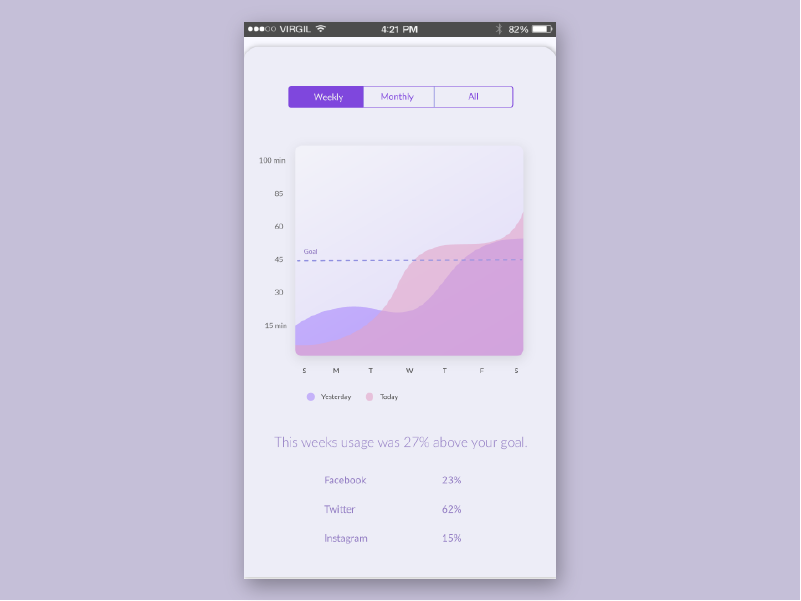 VIRGIL 4:21 PM 82%
Weekly Monthly All
100 min
85
60
45
30
15 min
Goal
S M T W T F S
Yesterday Today
This weeks usage was 27% above your goal.
Facebook 23%
Twitter 62%
Instagram 15%